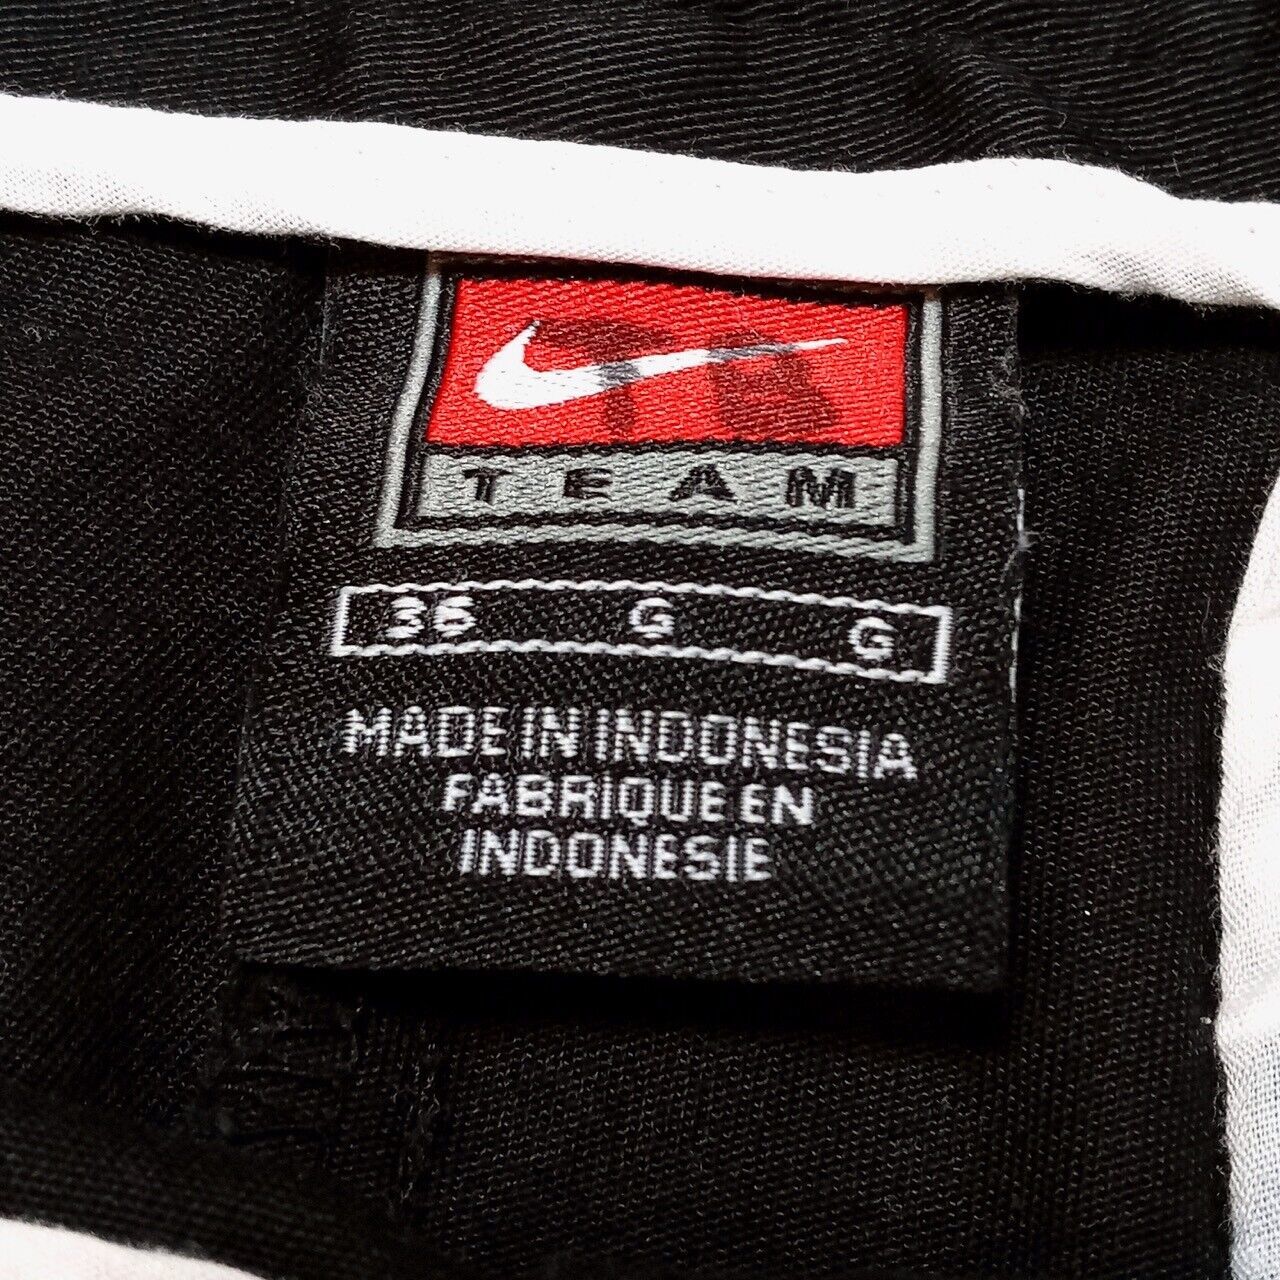 TEAM
36 G G
MADE IN INDONESIA
FABRIQUE EN
INDONESIE